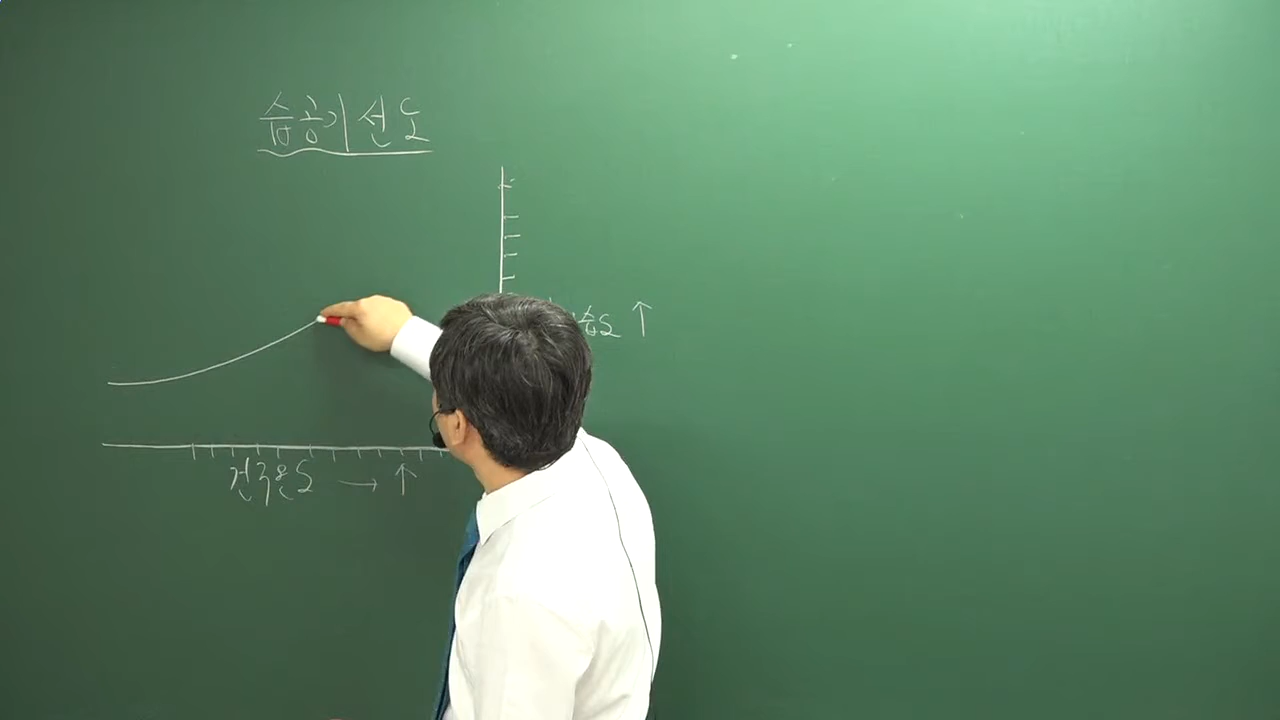 습공기 선도
습도 ↑
건구온도 → ↑